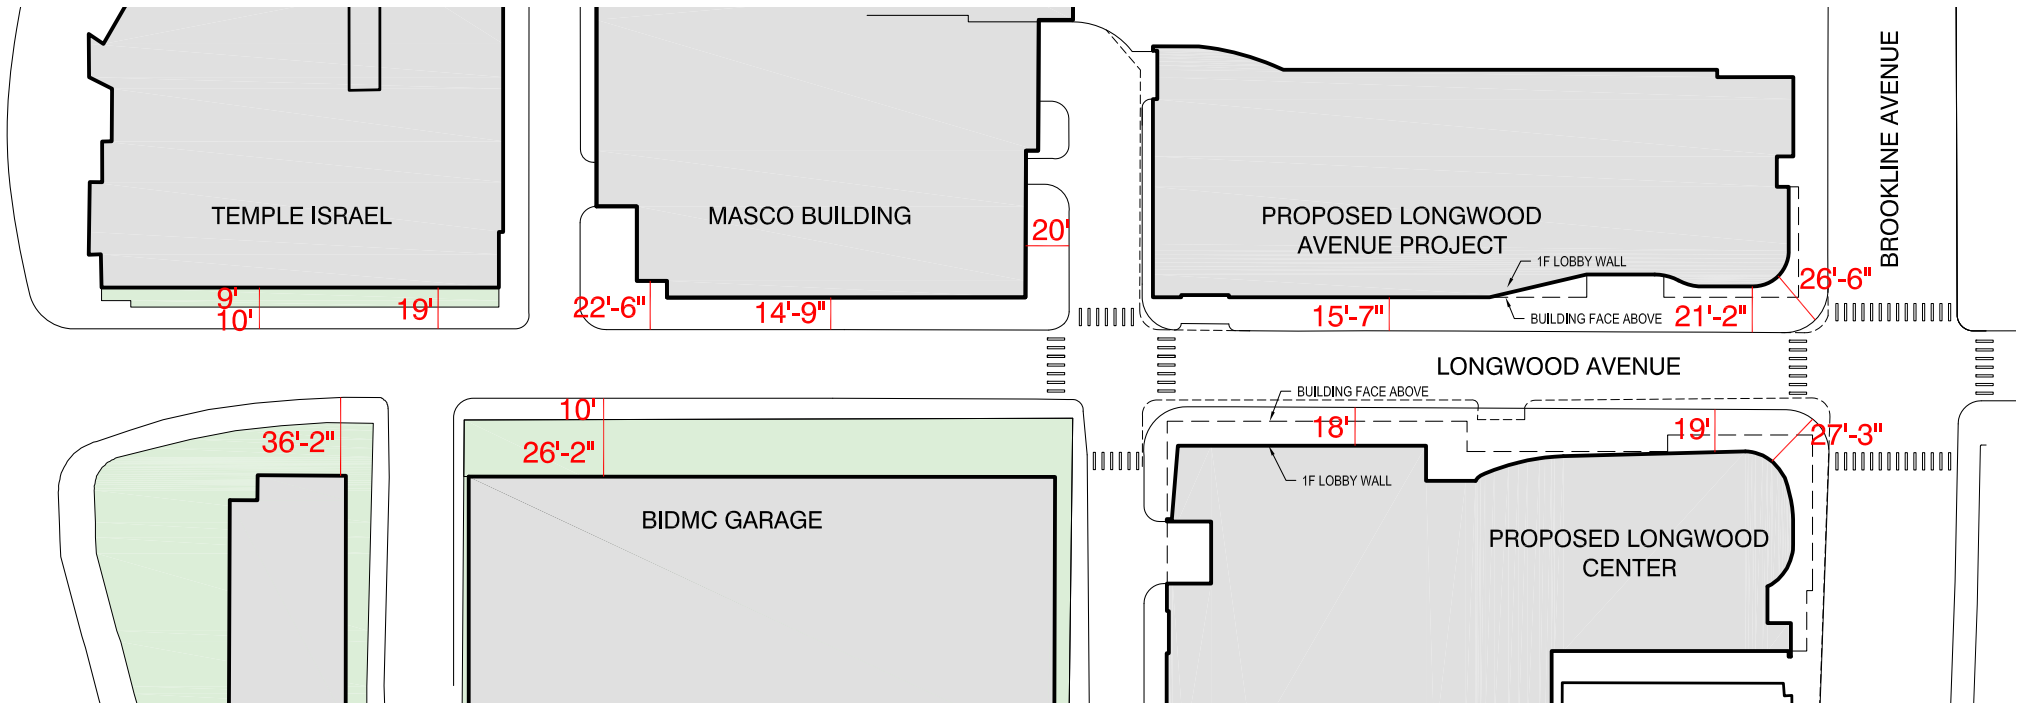 BROOKLINE AVENUE
TEMPLE ISRAEL
MASCO BUILDING
PROPOSED LONGWOOD
AVENUE PROJECT
20'
1F LOBBY WALL
26'-6"
9'
10'
19'
22'-6"
14'-9"
15'-7"
BUILDING FACE ABOVE
21'-2"
LONGWOOD AVENUE
BUILDING FACE ABOVE
10'
36'-2"
26'-2"
18'
19'
27'-3"
1F LOBBY WALL
BIDMC GARAGE
PROPOSED LONGWOOD
CENTER